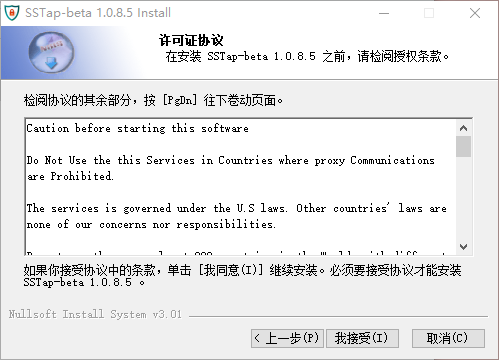 SSTap-beta 1.0.8.5 Install
许可证协议
在安装 SSTap-beta 1.0.8.5 之前，请检阅授权条款。
检阅协议的其余部分，按 [PgDn] 往下卷动页面。
Caution before starting this software
Do Not Use the this Services in Countries where proxy Communications
are Prohibited.
The services is governed under the U.S laws. Other countries' laws are
none of our concerns nor responsibilities.
如果你接受协议中的条款，单击 [我同意(I)] 继续安装。必须要接受协议才能安装
SSTap-beta 1.0.8.5 。
Nullsoft Install System v3.01
< 上一步(P)
我接受(I)
取消(C)